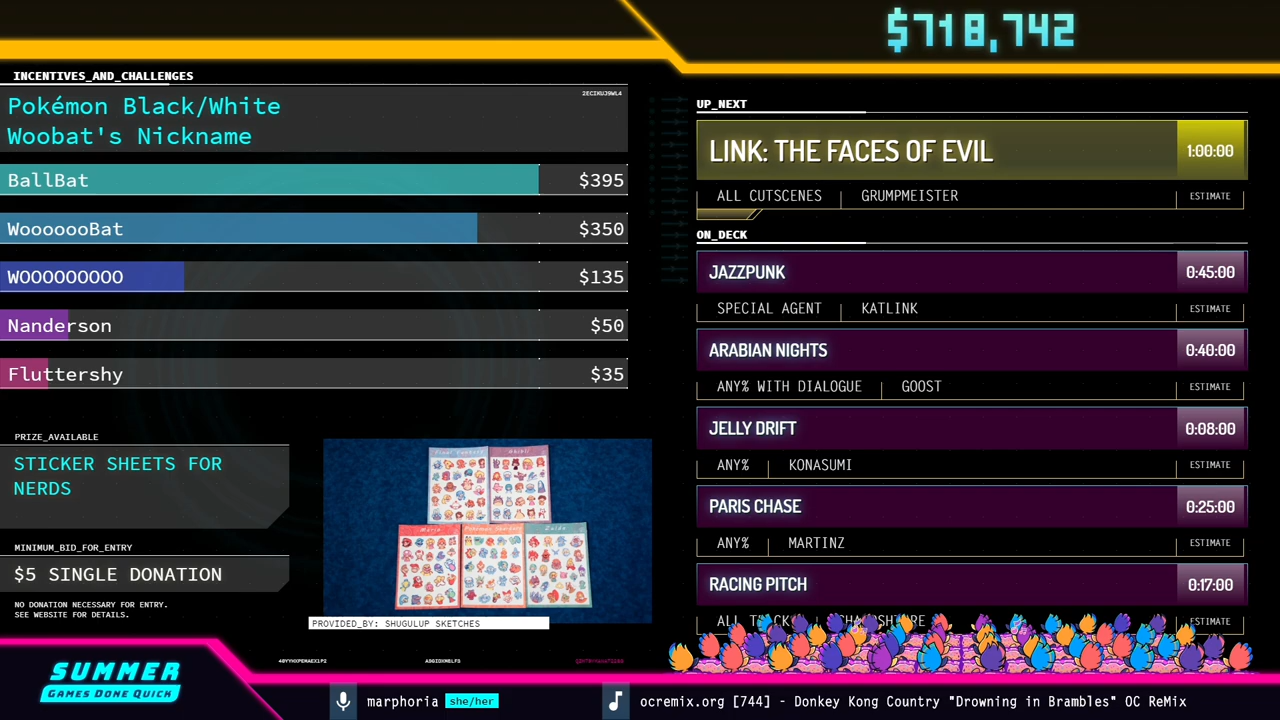 $718,742
INCENTIVES_AND_CHALLENGES
Pokémon Black/White
Woobat's Nickname
BallBat $395
WooooooBat $350
WOOOOOOOOO $135
Nanderson $50
Fluttershy $35
PRIZE_AVAILABLE
STICKER SHEETS FOR
NERDS
MINIMUM_BID_FOR_ENTRY
$5 SINGLE DONATION
NO DONATION NECESSARY FOR ENTRY.
SEE WEBSITE FOR DETAILS.
Ghibli
Mario
Zelda
PROVIDED_BY: SHUGULUP SKETCHES
UP_NEXT
LINK: THE FACES OF EVIL 1:00:00
ALL CUTSCENES GRUMPMEISTER ESTIMATE
ON_DECK
JAZZPUNK 0:45:00
SPECIAL AGENT KATLINK ESTIMATE
ARABIAN NIGHTS 0:40:00
ANY% WITH DIALOGUE GOOST ESTIMATE
JELLY DRIFT 0:08:00
ANY% KONASUMI ESTIMATE
PARIS CHASE 0:25:00
ANY% MARTINZ ESTIMATE
RACING PITCH 0:17:00
ALL ESTIMATE
SUMMER
GAMES DONE QUICK
marphoria she/her
ocremix.org [744] - Donkey Kong Country "Drowning in Brambles" OC ReMix